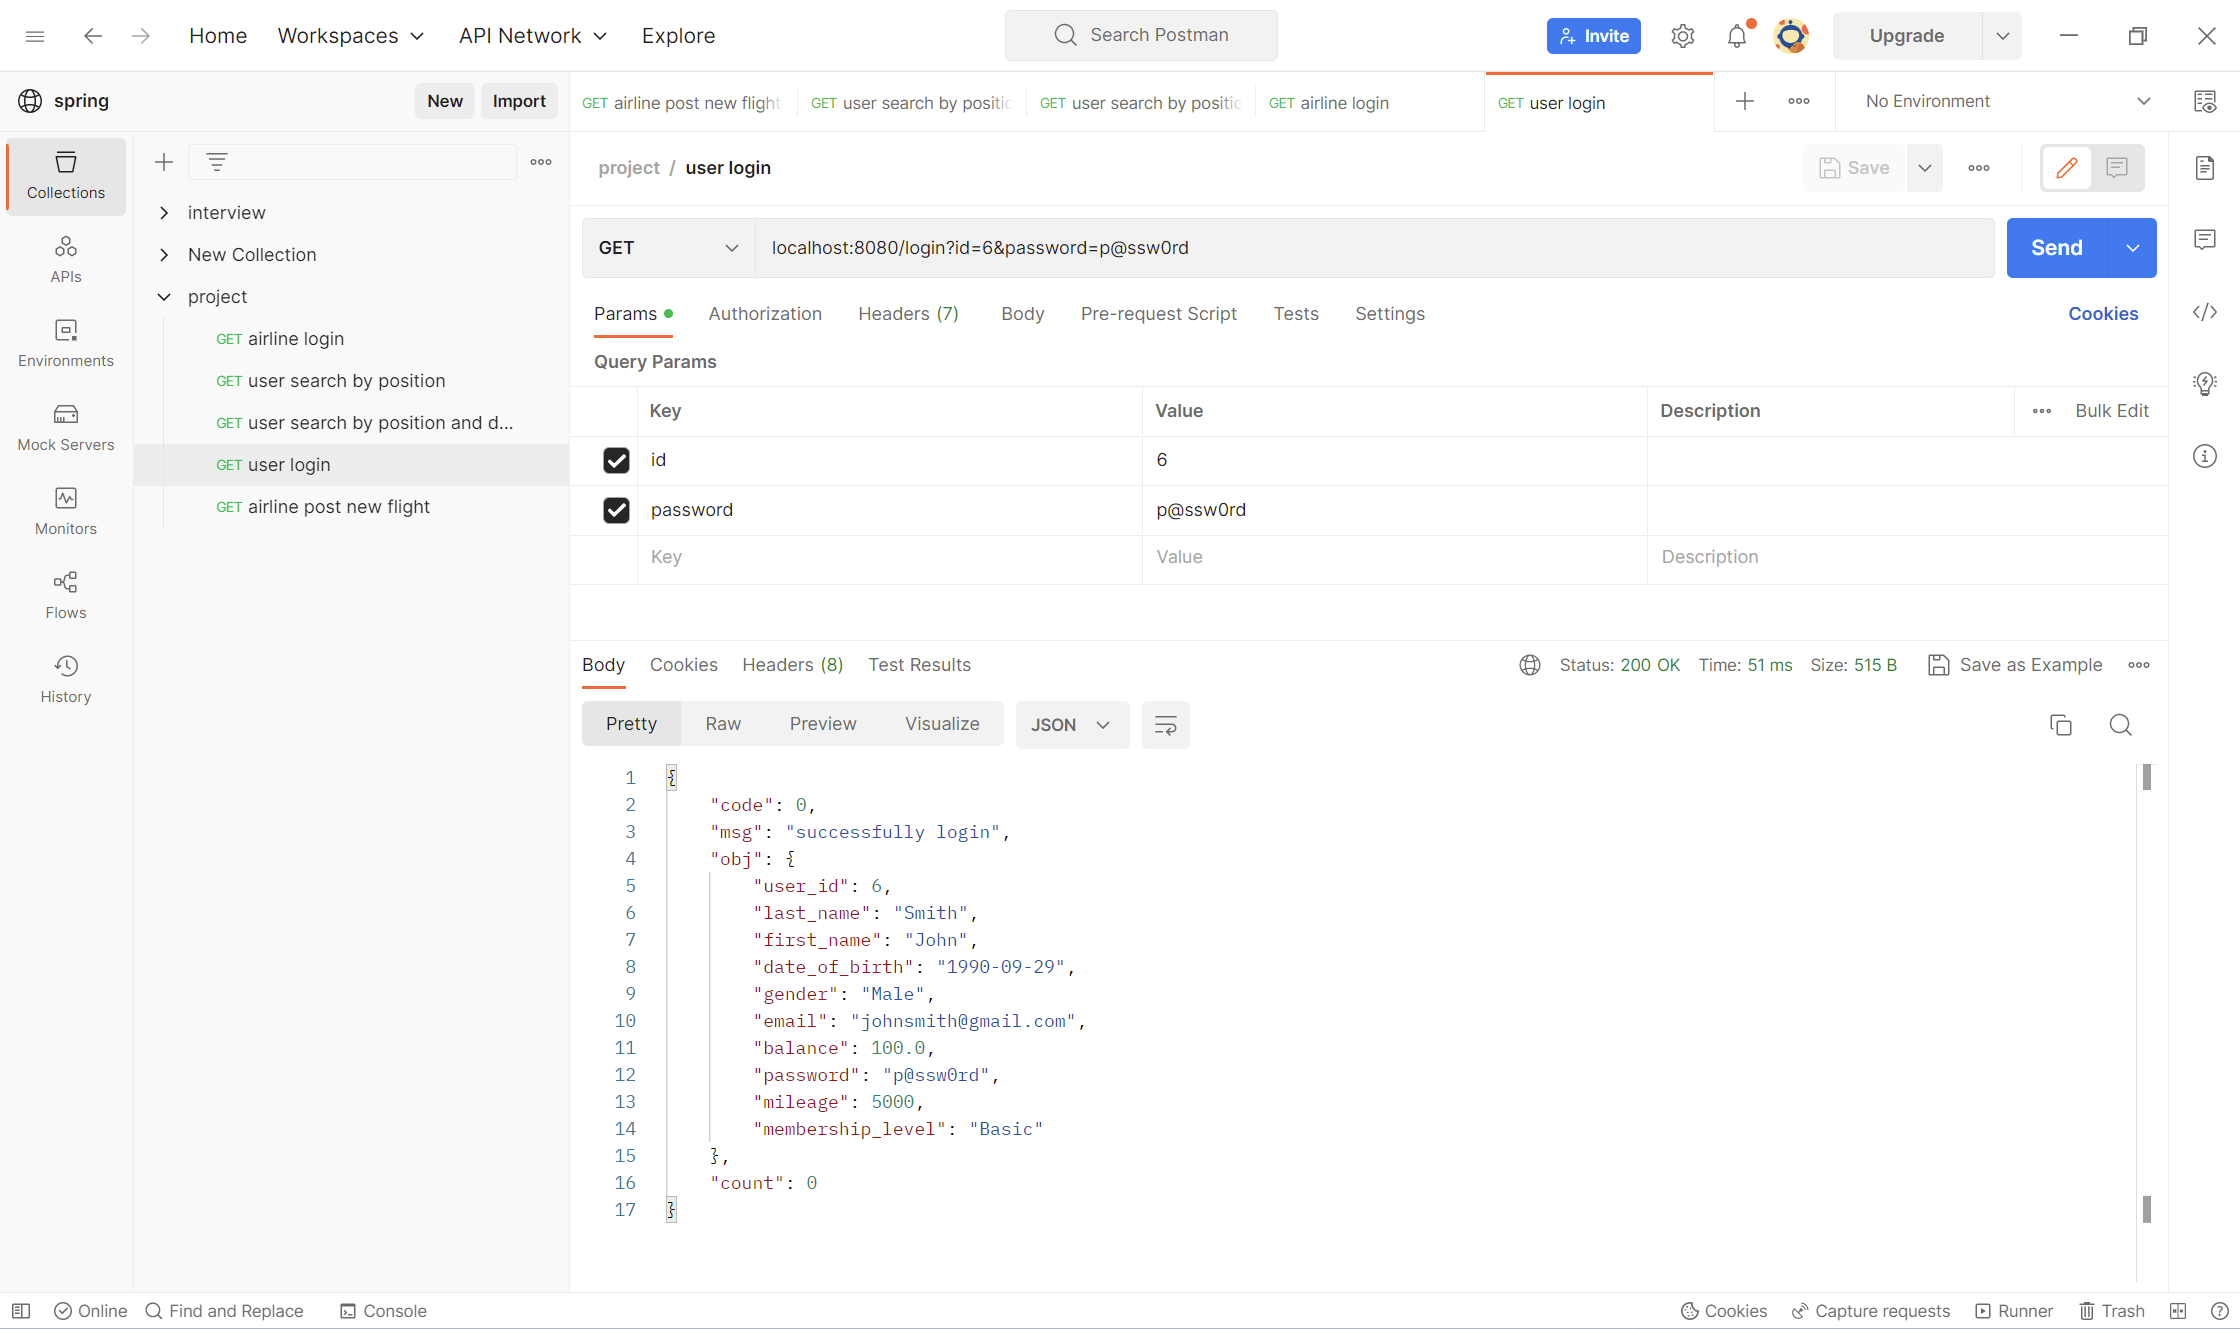 Home Workspaces API Network Explore Search Postman Invite Upgrade
spring New Import
GET airline post new flight GET user search by positic GET user search by positic GET airline login GET user login No Environment
Collections
APIs
Environments
Mock Servers
Monitors
Flows
History
interview
New Collection
project
GET airline login
GET user search by position
GET user search by position and d...
GET user login
GET airline post new flight
project / user login Save
GET localhost:8080/login?id=6&password=p@ssw0rd Send
Params Authorization Headers (7) Body Pre-request Script Tests Settings Cookies
Query Params
Key Value Description Bulk Edit
id 6
password p@ssw0rd
Key Value Description
Body Cookies Headers (8) Test Results Status: 200 OK Time: 51 ms Size: 515 B Save as Example
Pretty Raw Preview Visualize JSON
1 {
2 "code": 0,
3 "msg": "successfully login",
4 "obj": {
5 "user_id": 6,
6 "last_name": "Smith",
7 "first_name": "John",
8 "date_of_birth": "1990-09-29",
9 "gender": "Male",
10 "email": "johnsmith@gmail.com",
11 "balance": 100.0,
12 "password": "p@ssw0rd",
13 "mileage": 5000,
14 "membership_level": "Basic"
15 },
16 "count": 0
17 }
Online Find and Replace Console Cookies Capture requests Runner Trash